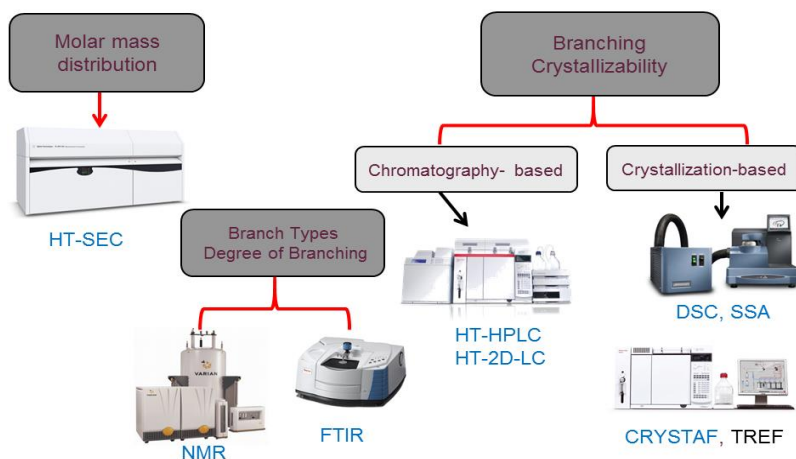 Molar mass
distribution
HT-SEC
Branch Types
Degree of Branching
VARIAN
NMR
FTIR
Branching
Crystallizability
Chromatography- based
HT-HPLC
HT-2D-LC
Crystallization-based
DSC, SSA
CRYSTAF, TREF